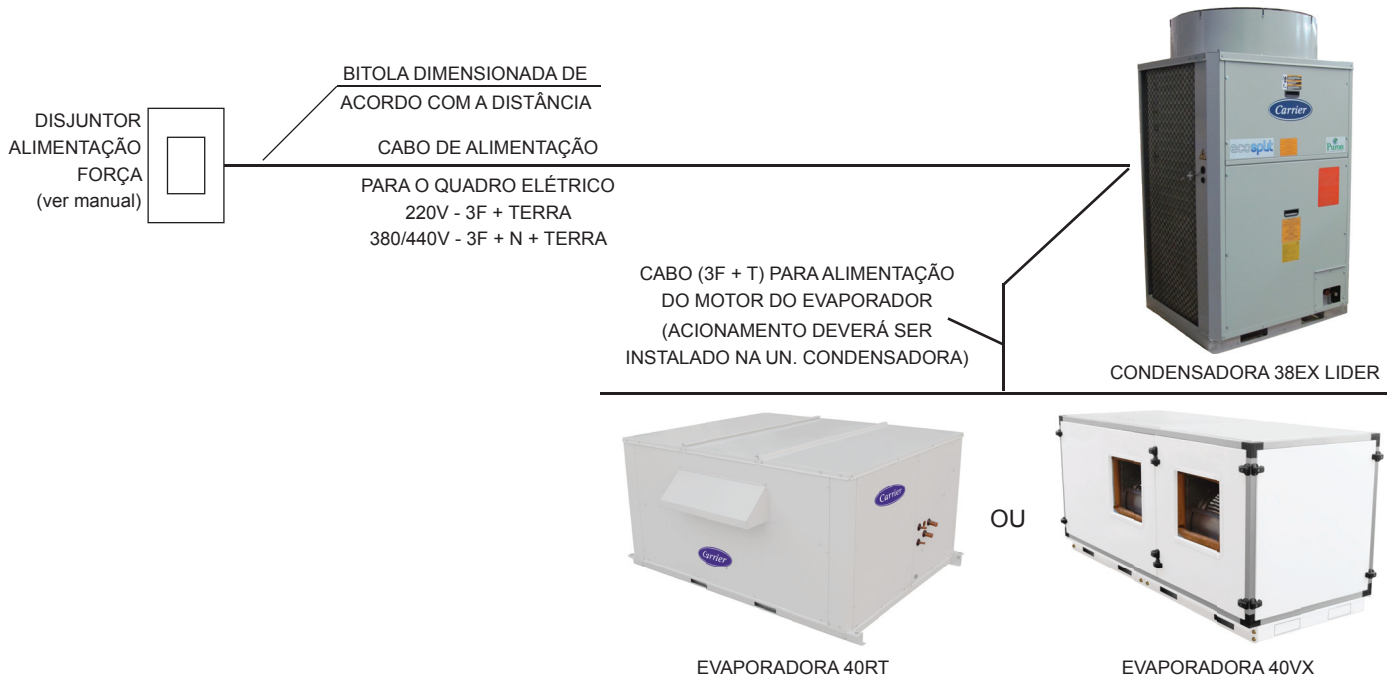 BITOLA DIMENSIONADA DE
ACORDO COM A DISTÂNCIA
DISJUNTOR
ALIMENTAÇÃO
FORÇA
(ver manual)
CABO DE ALIMENTAÇÃO
PARA O QUADRO ELÉTRICO
220V - 3F + TERRA
380/440V - 3F + N + TERRA
Carrier
ecosplit
Puron
CABO (3F + T) PARA ALIMENTAÇÃO
DO MOTOR DO EVAPORADOR
(ACIONAMENTO DEVERÁ SER
INSTALADO NA UN. CONDENSADORA)
CONDENSADORA 38EX LIDER
Carrier
Carrier
OU
EVAPORADORA 40RT
EVAPORADORA 40VX